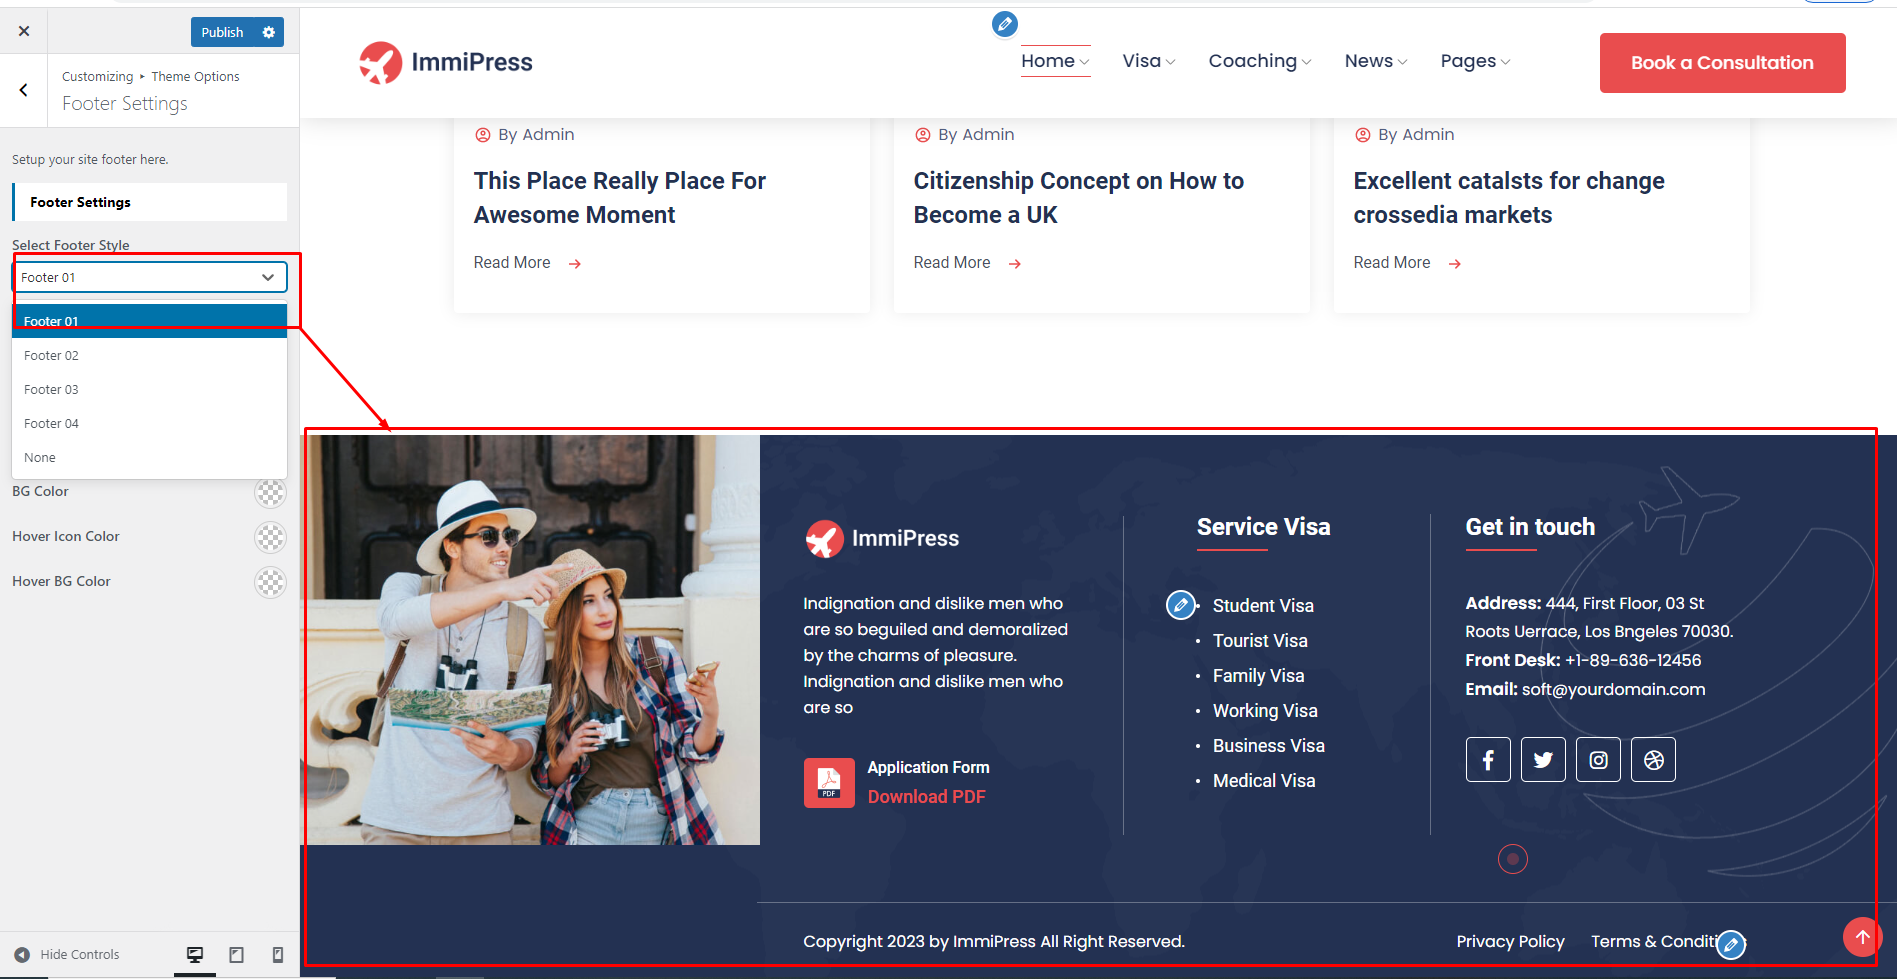 Publish
Customizing ▸ Theme Options
Footer Settings
Setup your site footer here.
Footer Settings
Select Footer Style
Footer 01
Footer 01
Footer 02
Footer 03
Footer 04
None
BG Color
Hover Icon Color
Hover BG Color
Hide Controls
ImmiPress
Home
Visa
Coaching
News
Pages
Book a Consultation
By Admin
This Place Really Place For
Awesome Moment
Read More
By Admin
Citizenship Concept on How to
Become a UK
Read More
By Admin
Excellent catalsts for change
crossedia markets
Read More
ImmiPress
Indignation and dislike men who
are so beguiled and demoralized
by the charms of pleasure.
Indignation and dislike men who
are so
PDF
Application Form
Download PDF
Service Visa
Student Visa
Tourist Visa
Family Visa
Working Visa
Business Visa
Medical Visa
Get in touch
Address: 444, First Floor, 03 St
Roots Uerrace, Los Bngeles 70030.
Front Desk: +1-89-636-12456
Email: soft@yourdomain.com
Copyright 2023 by ImmiPress All Right Reserved.
Privacy Policy
Terms &